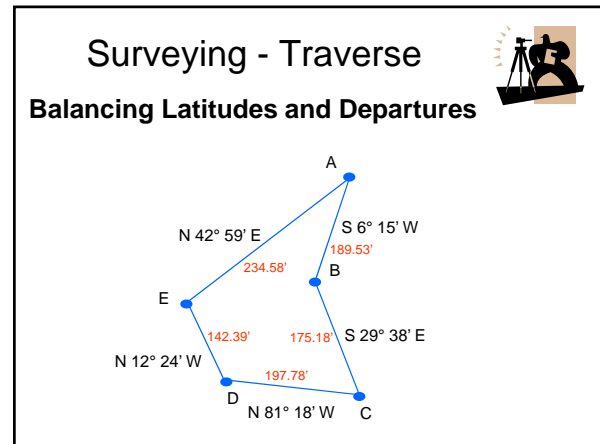 Surveying - Traverse
Balancing Latitudes and Departures
A
N 42° 59' E
S 6° 15' W
189.53'
234.58'
B
E
142.39'
175.18'
S 29° 38' E
N 12° 24' W
197.78'
D
N 81° 18' W
C